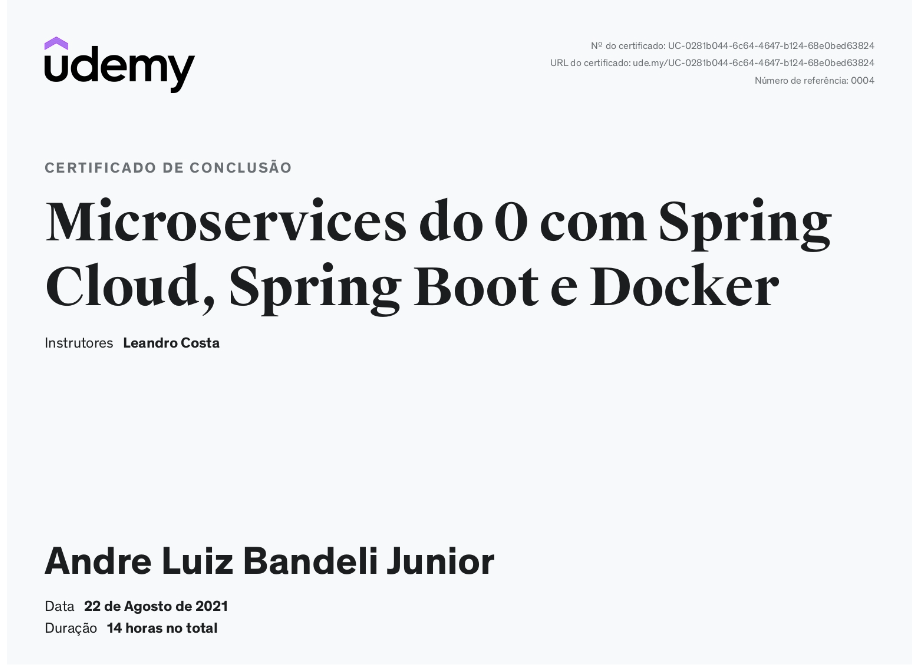 udemy
Nº do certificado: UC-0281b044-6c64-4647-b124-68e0bed63824
URL do certificado: ude.my/UC-0281b044-6c64-4647-b124-68e0bed63824
Número de referência: 0004
CERTIFICADO DE CONCLUSÃO
Microservices do 0 com Spring
Cloud, Spring Boot e Docker
Instrutores Leandro Costa
Andre Luiz Bandeli Junior
Data 22 de Agosto de 2021
Duração 14 horas no total